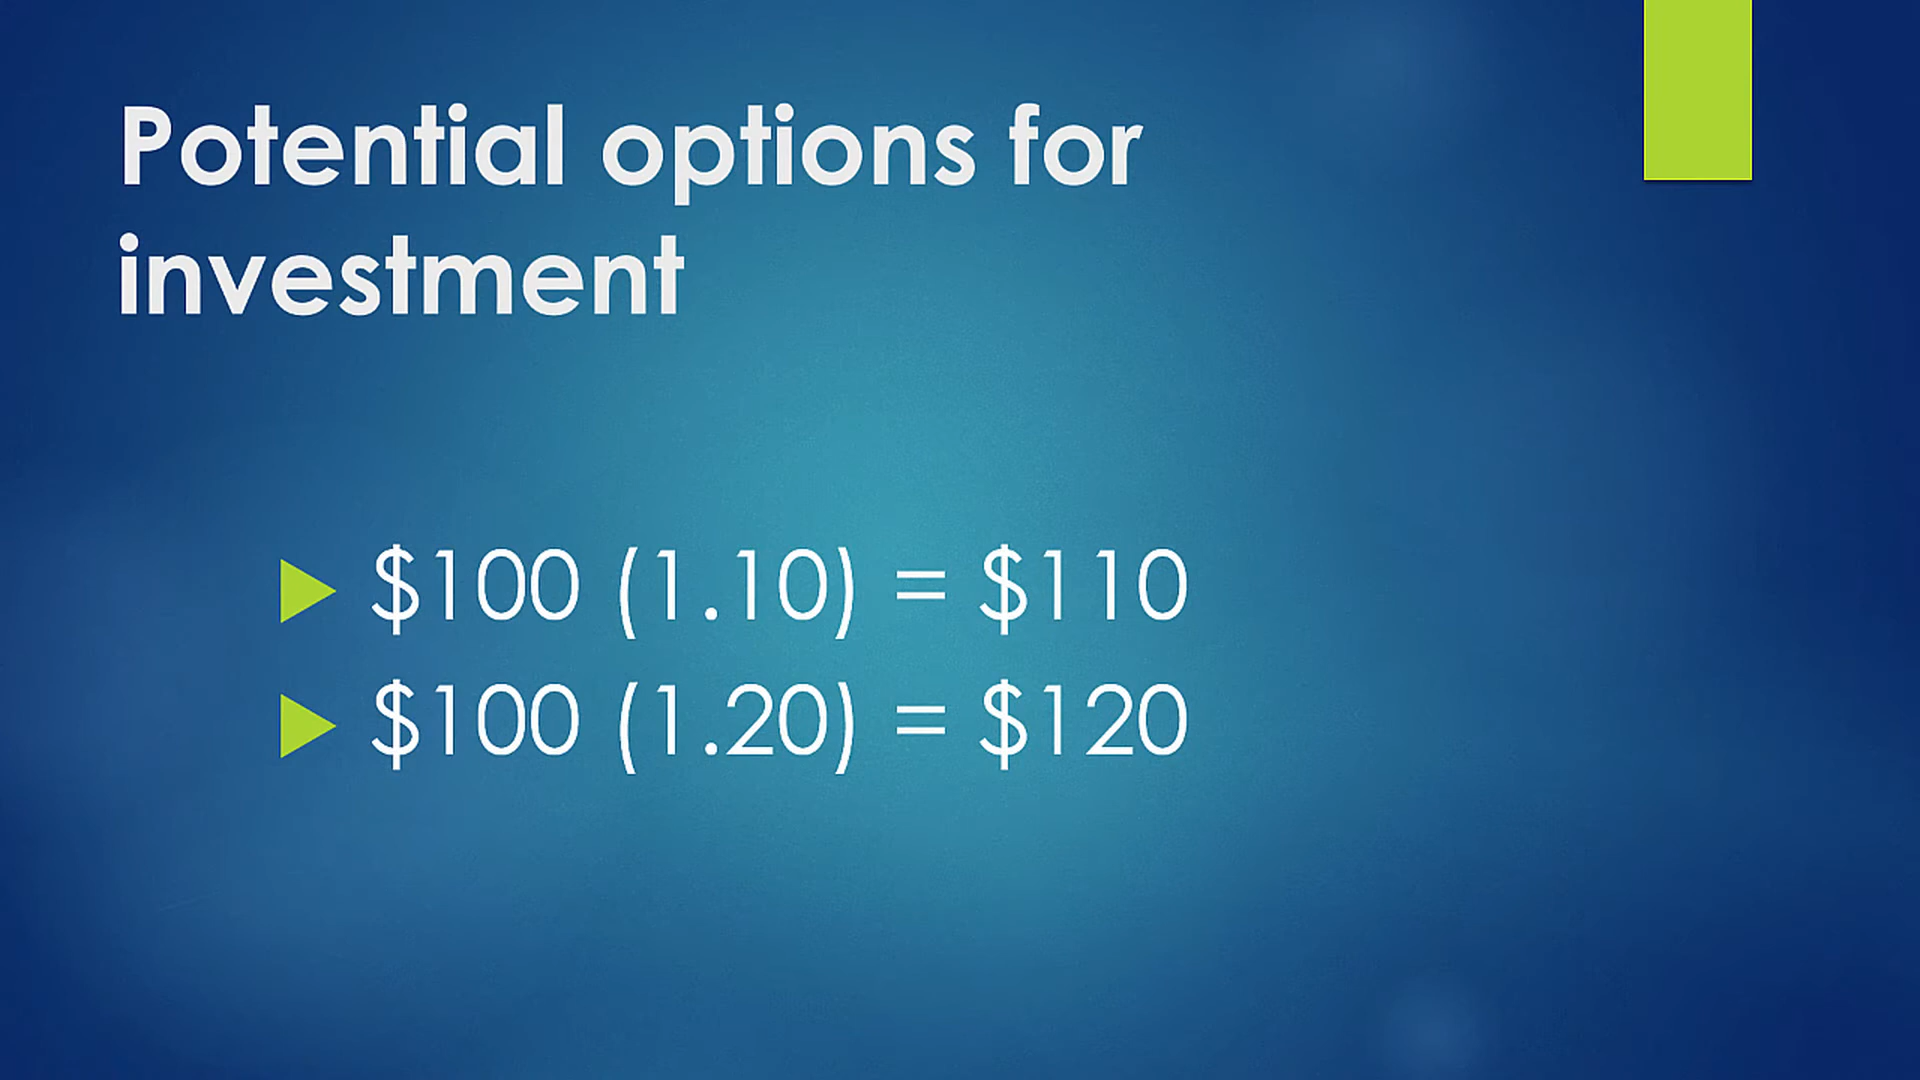 Potential options for
investment
$100 (1.10) = $110
$100 (1.20) = $120